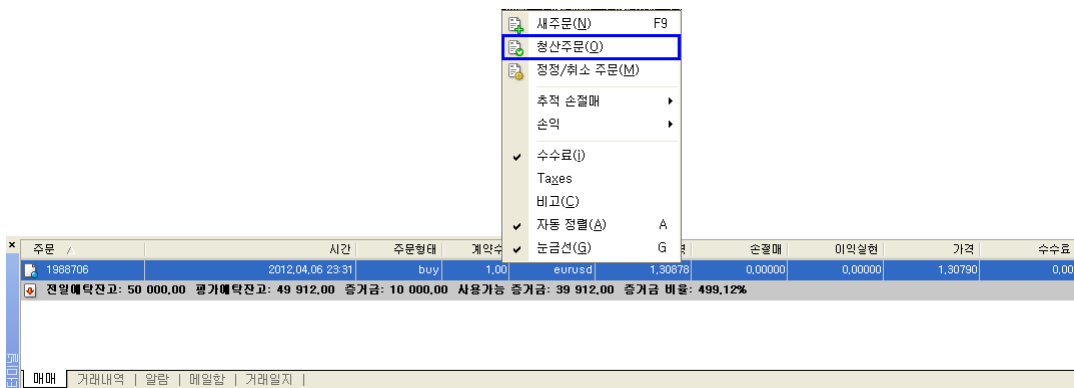 새주문(N) F9
청산주문(O)
정정/취소 주문(M)
추적 손절매
손익
수수료(i)
Taxes
비고(C)
자동 정렬(A) A
눈금선(G) G
주문 / 시간 주문형태 계약수 손절매 이익실현 가격 수수료
1988706 2012,04,06 23:31 buy 1,00 eurusd 1,30878 0,00000 0,00000 1,30790 0,00
전일예탁잔고: 50 000,00 평가예탁잔고: 49 912,00 증거금: 10 000,00 사용가능 증거금: 39 912,00 증거금 비율: 499,12%
터미널
매매 거래내역 | 알람 | 메일함 | 거래일지 |